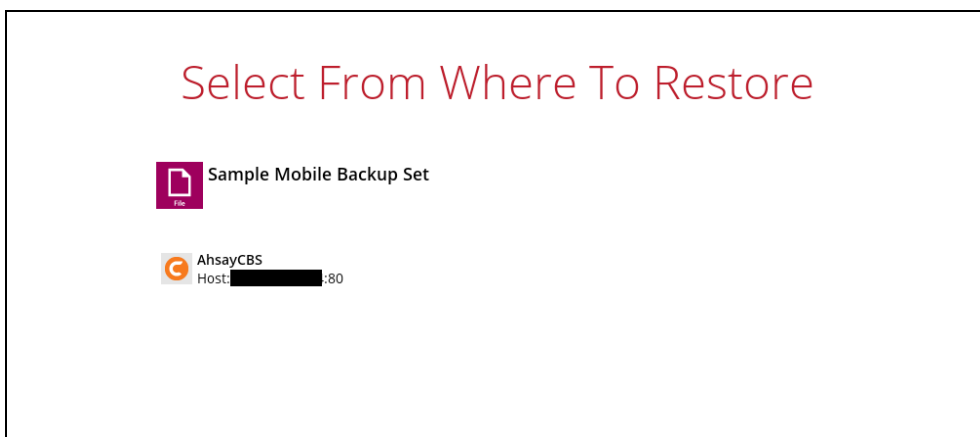 Select From Where To Restore
Sample Mobile Backup Set
File
AhsayCBS
Host: :80